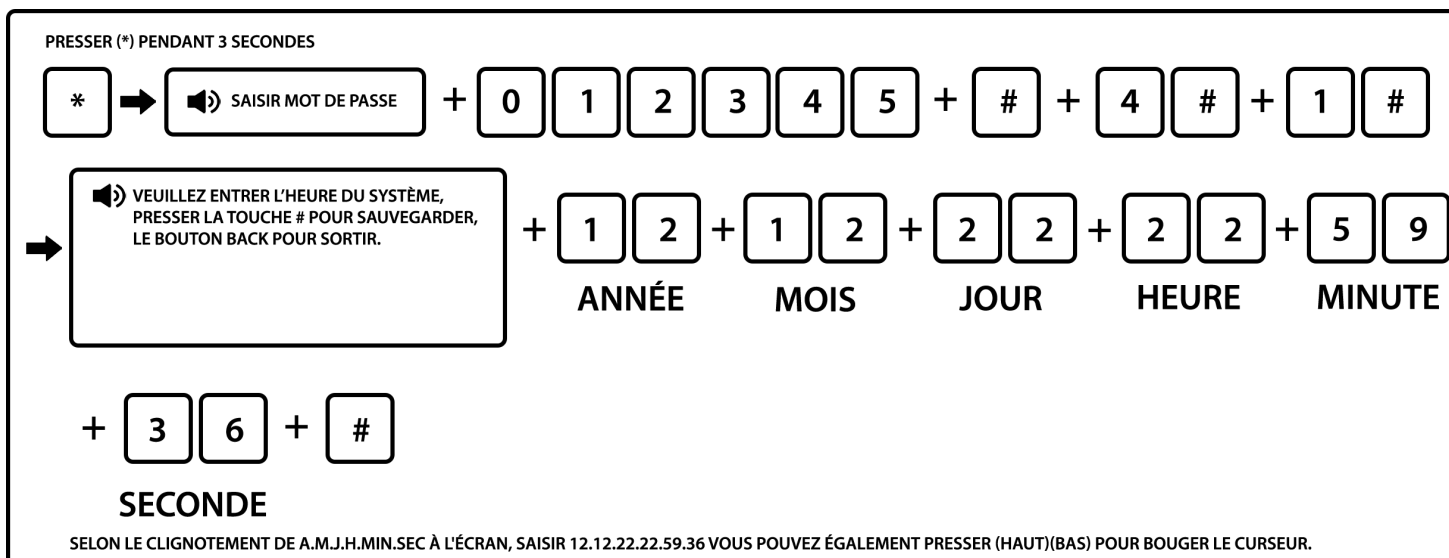 PRESSER (*) PENDANT 3 SECONDES
* SAISIR MOT DE PASSE + 0 1 2 3 4 5 + # + 4 # + 1 #
VEUILLEZ ENTRER L'HEURE DU SYSTÈME,
PRESSER LA TOUCHE # POUR SAUVEGARDER,
LE BOUTON BACK POUR SORTIR.
+ 1 2 + 1 2 + 2 2 + 2 2 + 5 9
ANNÉE MOIS JOUR HEURE MINUTE
+ 3 6 + #
SECONDE
SELON LE CLIGNOTEMENT DE A.M.J.H.MIN.SEC À L'ÉCRAN, SAISIR 12.12.22.22.59.36 VOUS POUVEZ ÉGALEMENT PRESSER (HAUT)(BAS) POUR BOUGER LE CURSEUR.